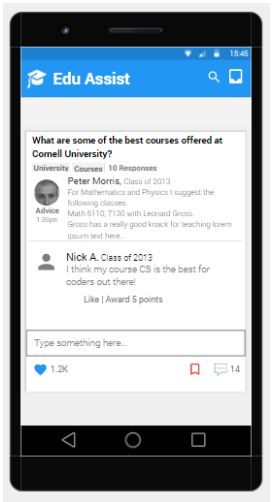 15:45
Edu Assist
What are some of the best courses offered at
Cornell University?
University Courses 10 Responses
Peter Morris, Class of 2013
For Mathematics and Physics I suggest the
following classes:
Advice
Math 6110, 7130 with Leonard Gross.
1:39pm
Gross has a really good knack for teaching lorem
ipsum text here...
Nick A. Class of 2013
I think my course CS is the best for
coders out there!
Like | Award 5 points
Type something here...
1.2K 14